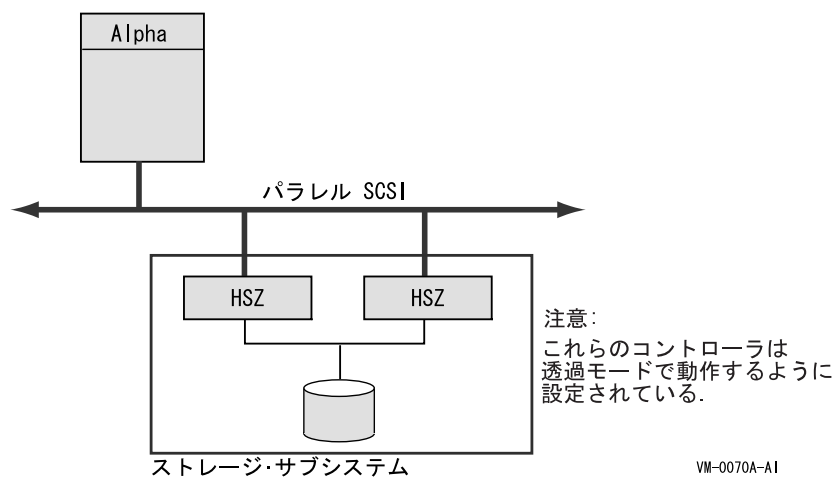 Alpha
パラレル SCSI
HSZ
HSZ
注意:
これらのコントローラは
透過モードで動作するように
設定されている.
ストレージ･サブシステム
VM-0070A-AI